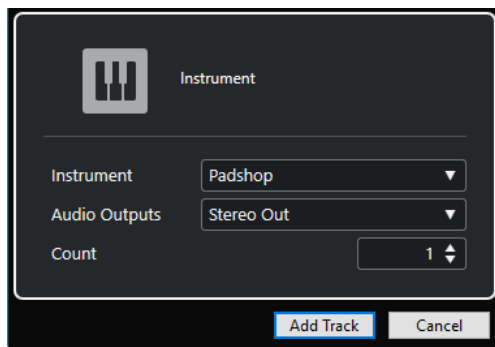 Instrument
Instrument Padshop
Audio Outputs Stereo Out
Count 1
Add Track Cancel